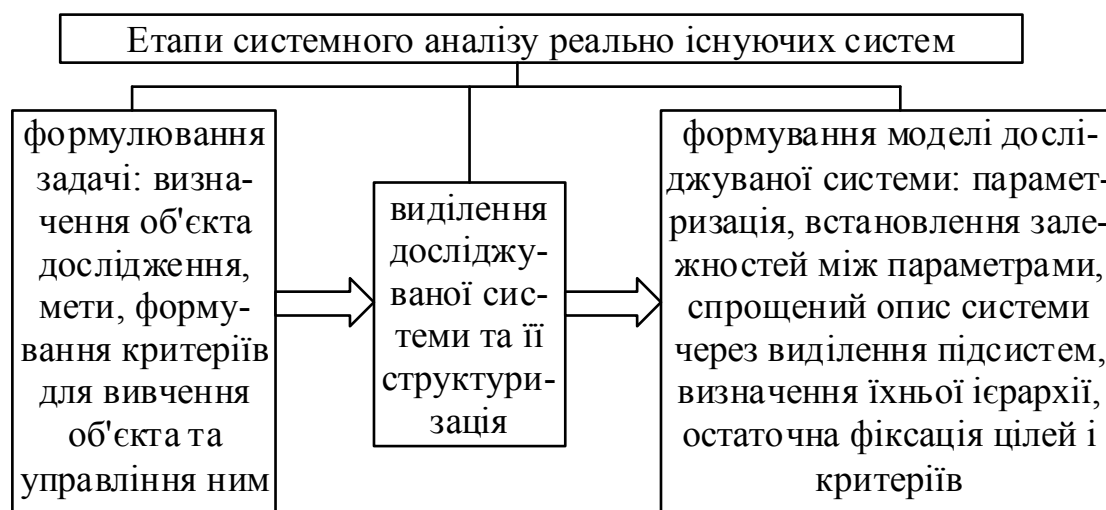 Етапи системного аналізу реально існуючих систем
формулювання
задачі: визна-
чення об'єкта
дослідження,
мети, форму-
вання критеріїв
для вивчення
об'єкта та
управління ним
виділення
досліджу-
ваної сис-
теми та її
структури-
зація
формування моделі дослі-
джуваної системи: парамет-
ризація, встановлення зале-
жностей між параметрами,
спрощений опис системи
через виділення підсистем,
визначення їхньої ієрархії,
остаточна фіксація цілей і
критеріїв